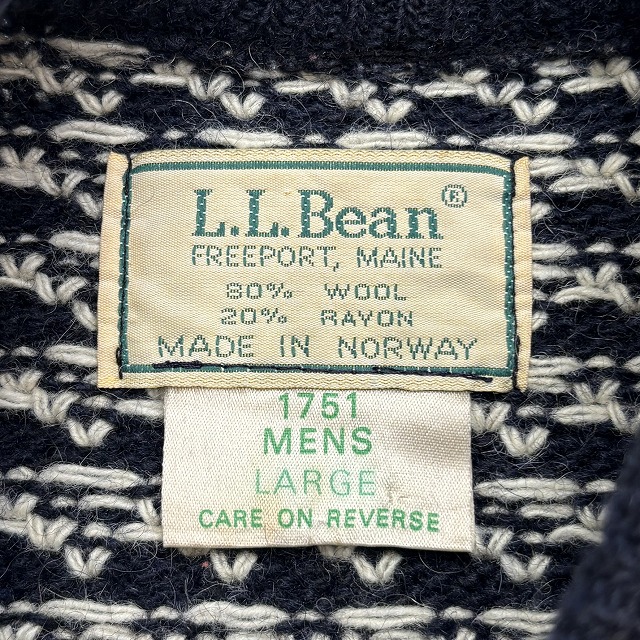 L.L.Bean®
FREEPORT, MAINE
80% WOOL
20% RAYON
MADE IN NORWAY
1751
MENS
LARGE
CARE ON REVERSE